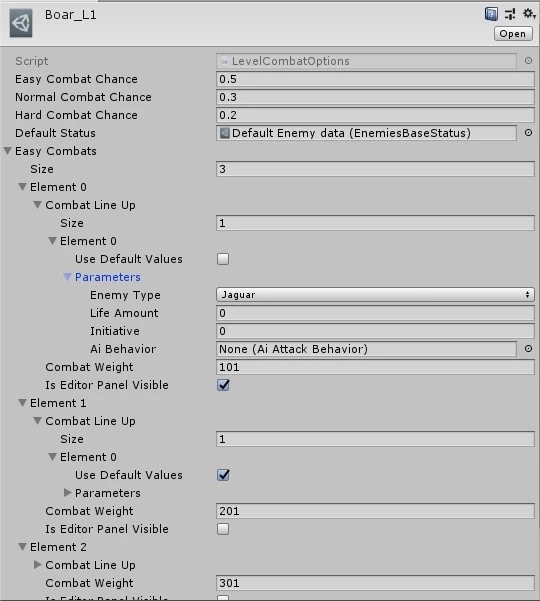 Boar_L1
Open
Script LevelCombatOptions
Easy Combat Chance 0.5
Normal Combat Chance 0.3
Hard Combat Chance 0.2
Default Status Default Enemy data (EnemiesBaseStatus)
Easy Combats
Size 3
Element 0
Combat Line Up
Size 1
Element 0
Use Default Values
Parameters
Enemy Type Jaguar
Life Amount 0
Initiative 0
Ai Behavior None (Ai Attack Behavior)
Combat Weight 101
Is Editor Panel Visible
Element 1
Combat Line Up
Size 1
Element 0
Use Default Values
Parameters
Combat Weight 201
Is Editor Panel Visible
Element 2
Combat Line Up
Combat Weight 301
Is Editor Panel Visible